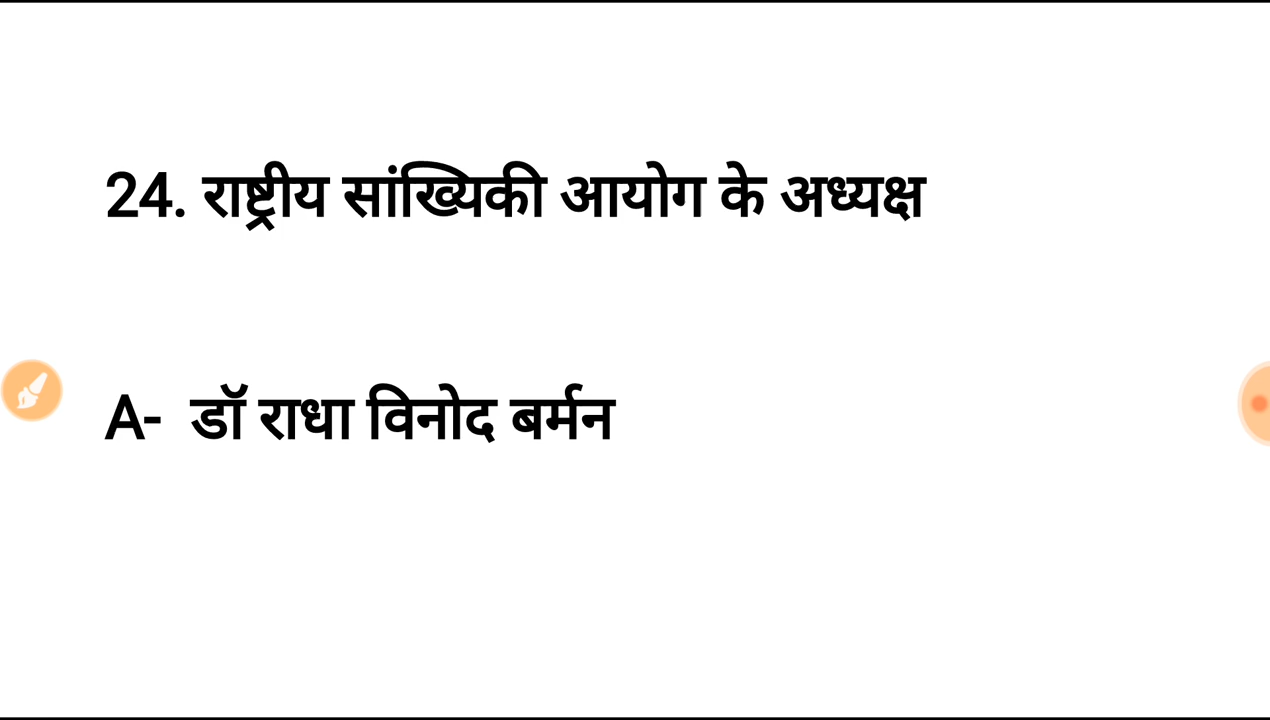 24. राष्ट्रीय सांख्यिकी आयोग के अध्यक्ष
A- डॉ राधा विनोद बर्मन